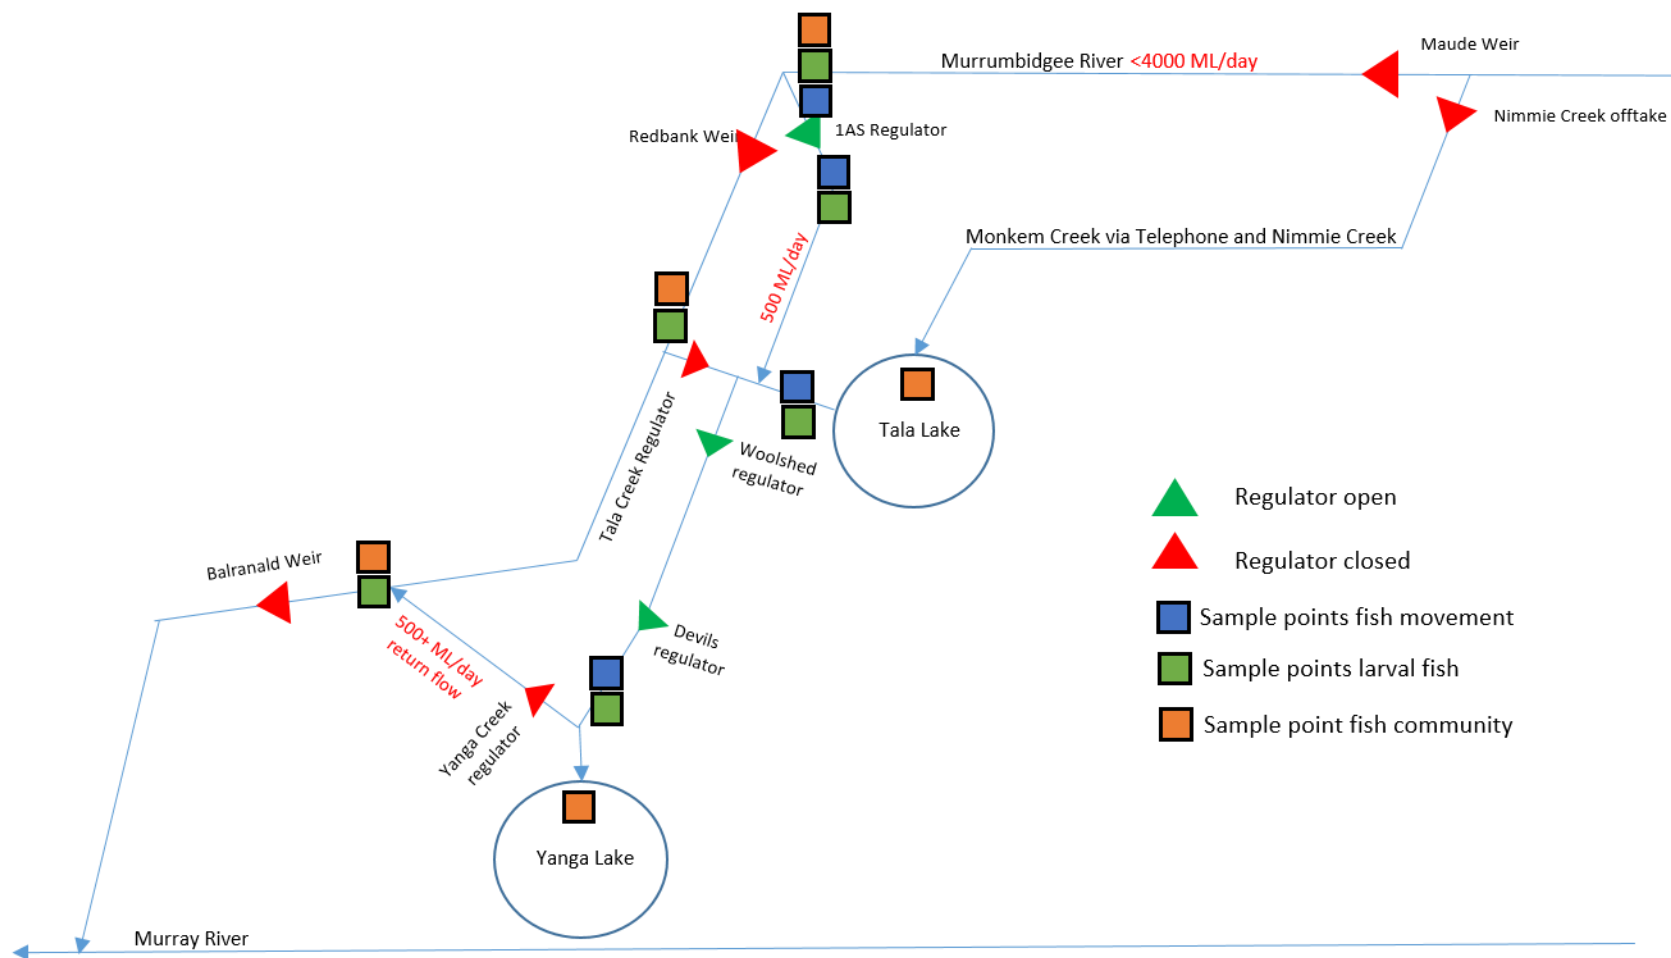 Maude Weir
Murrumbidgee River <4000 ML/day
Nimmie Creek offtake
1AS Regulator
Redbank Weir
Monkem Creek via Telephone and Nimmie Creek
500 ML/day
Tala Lake
Tala Creek Regulator
Woolshed
regulator
Regulator open
Regulator closed
Sample points fish movement
Sample points larval fish
Sample point fish community
Balranald Weir
500+ ML/day
return flow
Devils
regulator
Yanga Creek
regulator
Yanga Lake
Murray River